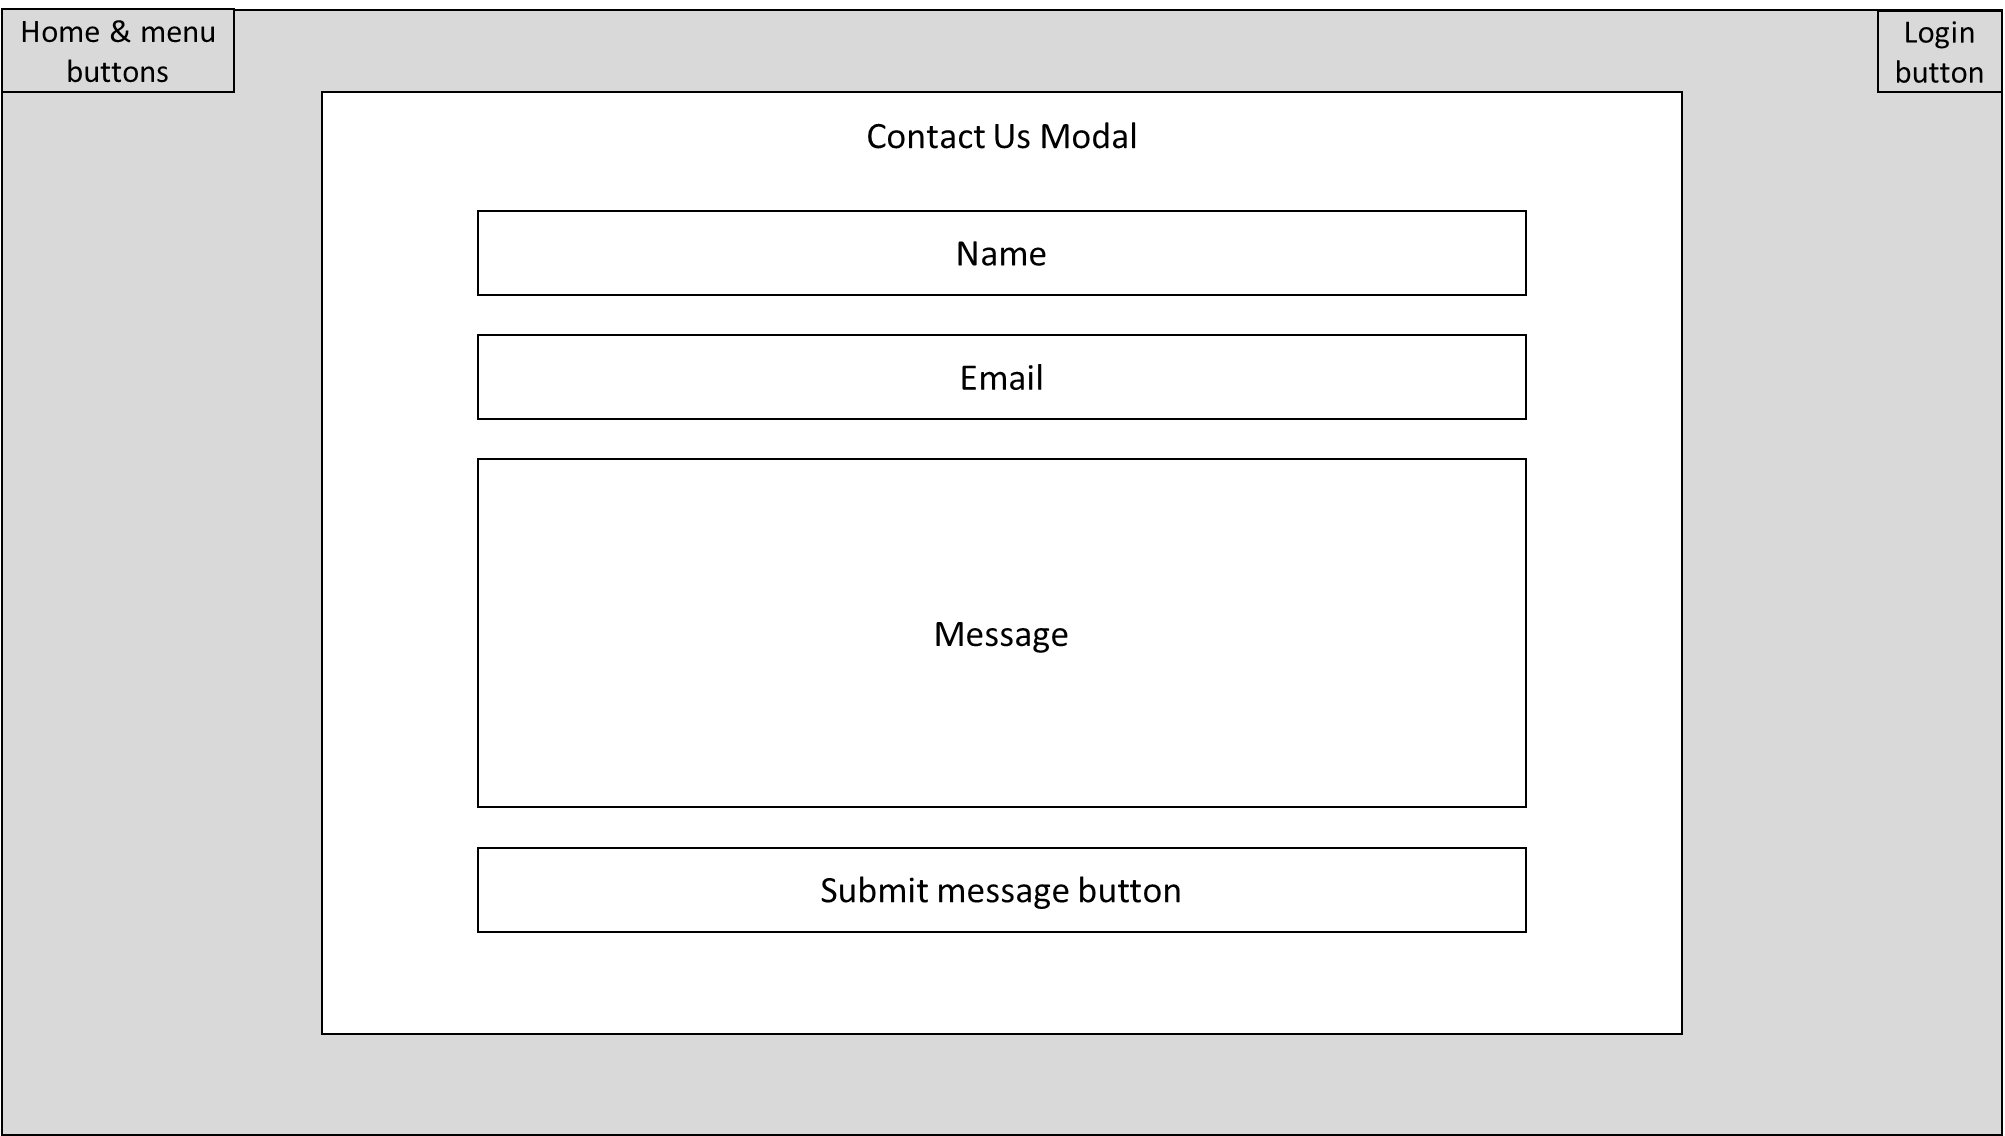 Home & menu
buttons
Login
button
Contact Us Modal
Name
Email
Message
Submit message button